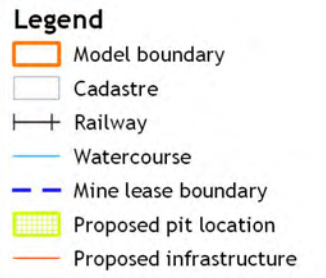 Legend
Model boundary
Cadastre
Railway
Watercourse
Mine lease boundary
Proposed pit location
Proposed infrastructure